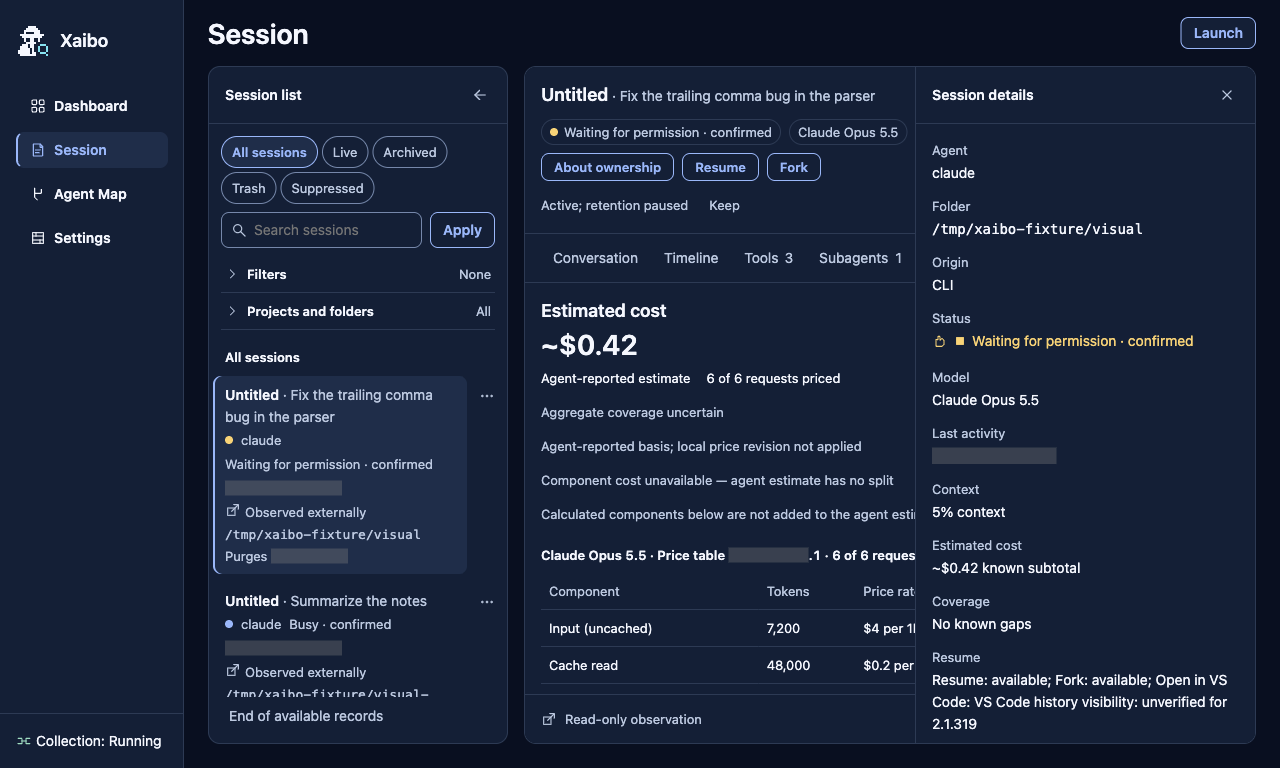 Xaibo
Dashboard
Session
Agent Map
Settings
Collection: Running
Session
Launch
Session list
All sessions
Live
Archived
Trash
Suppressed
Search sessions
Apply
Filters
None
Projects and folders
All
All sessions
Untitled · Fix the trailing comma
bug in the parser
claude
Waiting for permission · confirmed
Observed externally
/tmp/xaibo-fixture/visual
Purges
Untitled · Summarize the notes
claude Busy · confirmed
Observed externally
/tmp/xaibo-fixture/visual-
End of available records
Untitled · Fix the trailing comma bug in the parser
Waiting for permission · confirmed
Claude Opus 5.5
About ownership
Resume
Fork
Active; retention paused
Keep
Conversation
Timeline
Tools 3
Subagents 1
Estimated cost
~$0.42
Agent-reported estimate
6 of 6 requests priced
Aggregate coverage uncertain
Agent-reported basis; local price revision not applied
Component cost unavailable — agent estimate has no split
Calculated components below are not added to the agent esti
Claude Opus 5.5 · Price table .1 · 6 of 6 reques
Component Tokens Price rat
Input (uncached) 7,200 $4 per 1
Cache read 48,000 $0.2 per
Read-only observation
Session details
Agent
claude
Folder
/tmp/xaibo-fixture/visual
Origin
CLI
Status
Waiting for permission · confirmed
Model
Claude Opus 5.5
Last activity
Context
5% context
Estimated cost
~$0.42 known subtotal
Coverage
No known gaps
Resume
Resume: available; Fork: available; Open in VS
Code: VS Code history visibility: unverified for
2.1.319